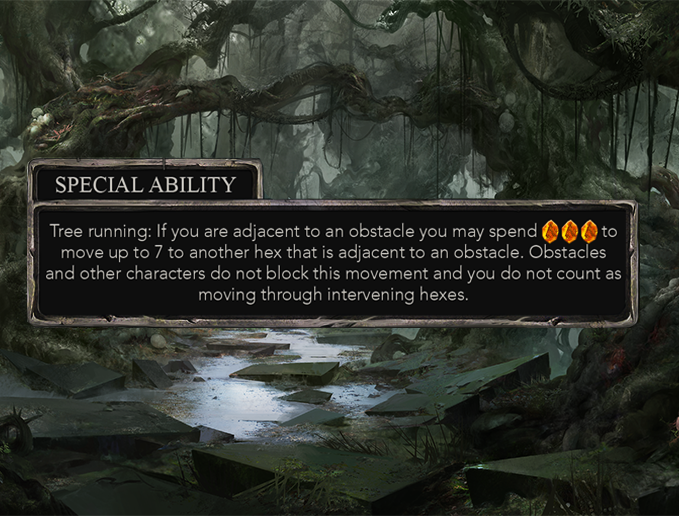 SPECIAL ABILITY
Tree running: If you are adjacent to an obstacle you may spend to
move up to 7 to another hex that is adjacent to an obstacle. Obstacles
and other characters do not block this movement and you do not count as
moving through intervening hexes.